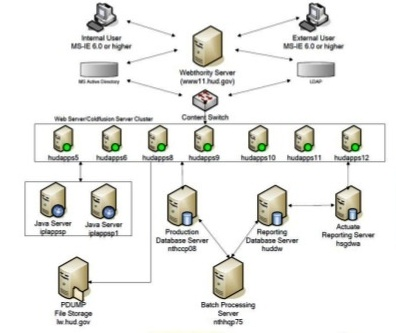 Internal User
MS-IE 6.0 or higher
External User
MS-IE 6.0 or higher
Webthority Server
(www11.hud.gov)
MS Active Directory
LDAP
Content Switch
Web Server/Coldfusion Server Cluster
hudapps5
hudapps6
hudapps8
hudapps9
hudapps10
hudapps11
hudapps12
Java Server
iplappsp
Java Server
iplappsp1
Production
Database Server
nthccp08
Reporting
Database Server
huddw
Actuate
Reporting Server
hsgdwa
PDUMP
File Storage
lw.hud.gov
Batch Processing
Server
nthhqp75